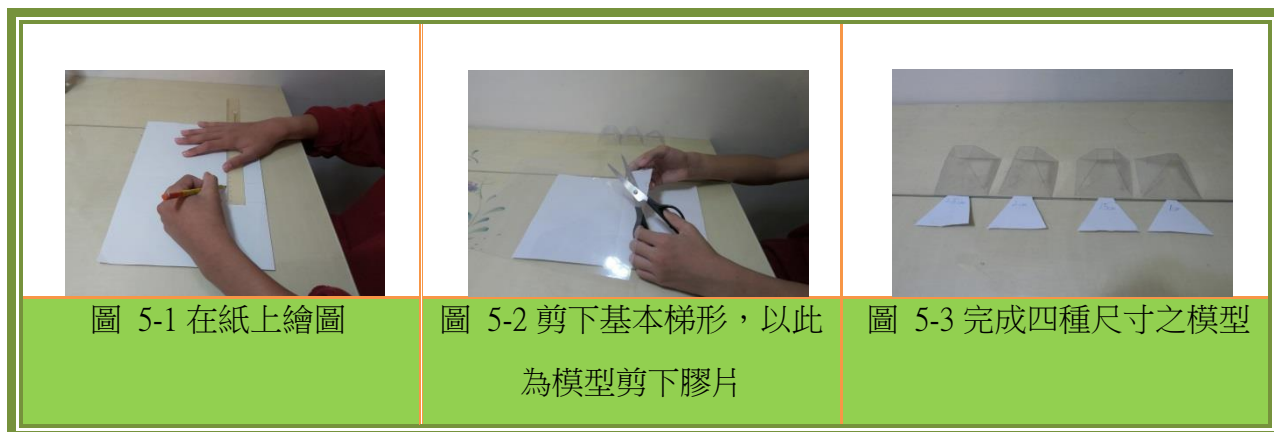 圖 5-1 在紙上繪圖
圖 5-2 剪下基本梯形，以此
為模型剪下膠片
圖 5-3 完成四種尺寸之模型